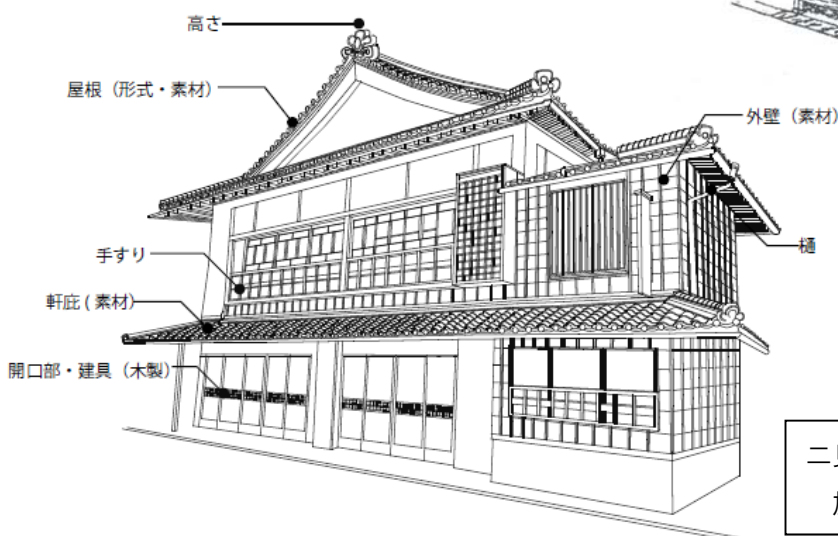 高さ
屋根（形式・素材）
外壁（素材）
手すり
樋
軒庇(素材)
開口部・建具（木製）
二